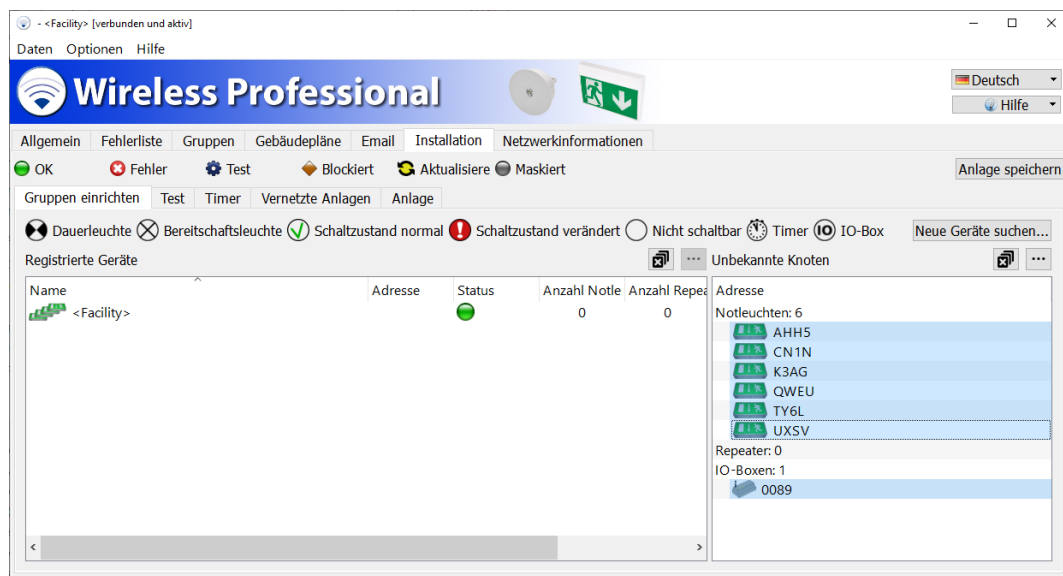 - <Facility> [verbunden und aktiv]
Daten Optionen Hilfe
Wireless Professional
Deutsch
Hilfe
Allgemein Fehlerliste Gruppen Gebäudepläne Email Installation Netzwerkinformationen
OK Fehler Test Blockiert Aktualisiere Maskiert Anlage speichern
Gruppen einrichten Test Timer Vernetzte Anlagen Anlage
Dauerleuchte Bereitschaftsleuchte Schaltzustand normal Schaltzustand verändert Nicht schaltbar Timer IO IO-Box Neue Geräte suchen...
Registrierte Geräte ... Unbekannte Knoten ...
Name Adresse Status Anzahl Notle Anzahl Repea Adresse
<Facility> 0 0 Notleuchten: 6
AHH5
CN1N
K3AG
QWEU
TY6L
UXSV
Repeater: 0
IO-Boxen: 1
0089